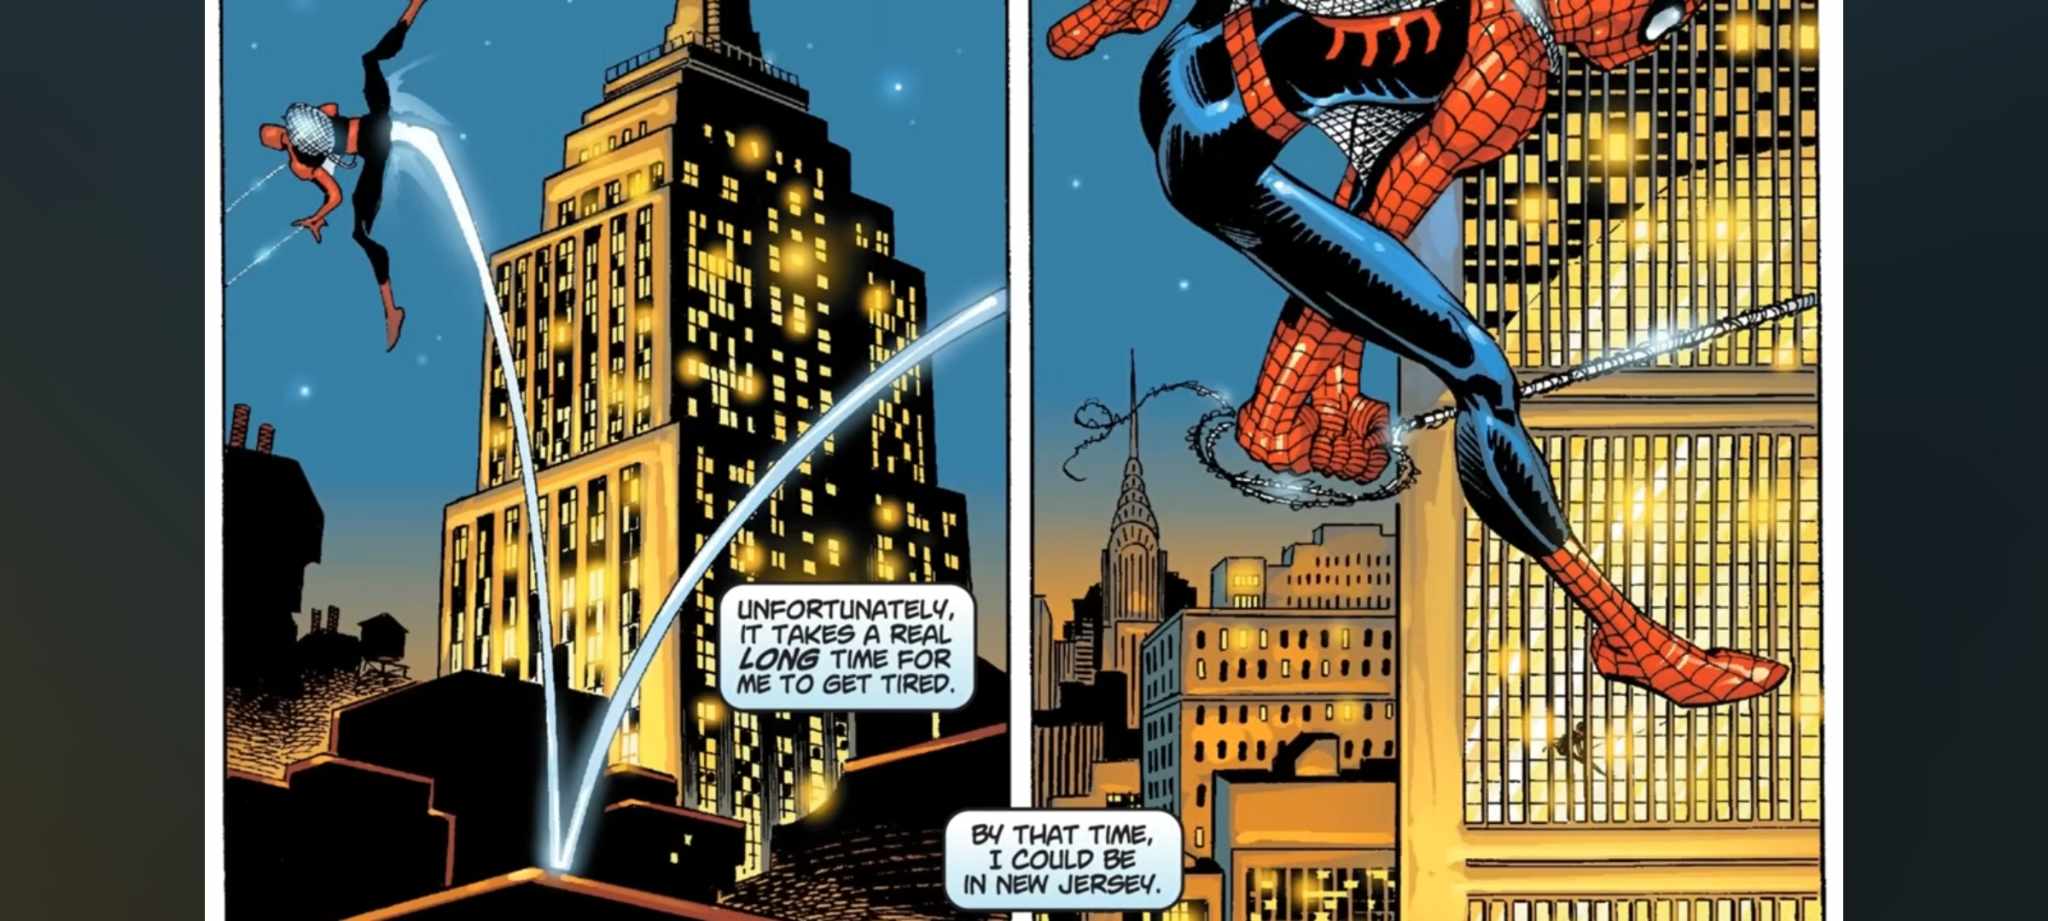 UNFORTUNATELY,
IT TAKES A REAL
LONG TIME FOR
ME TO GET TIRED.
BY THAT TIME,
I COULD BE
IN NEW JERSEY.